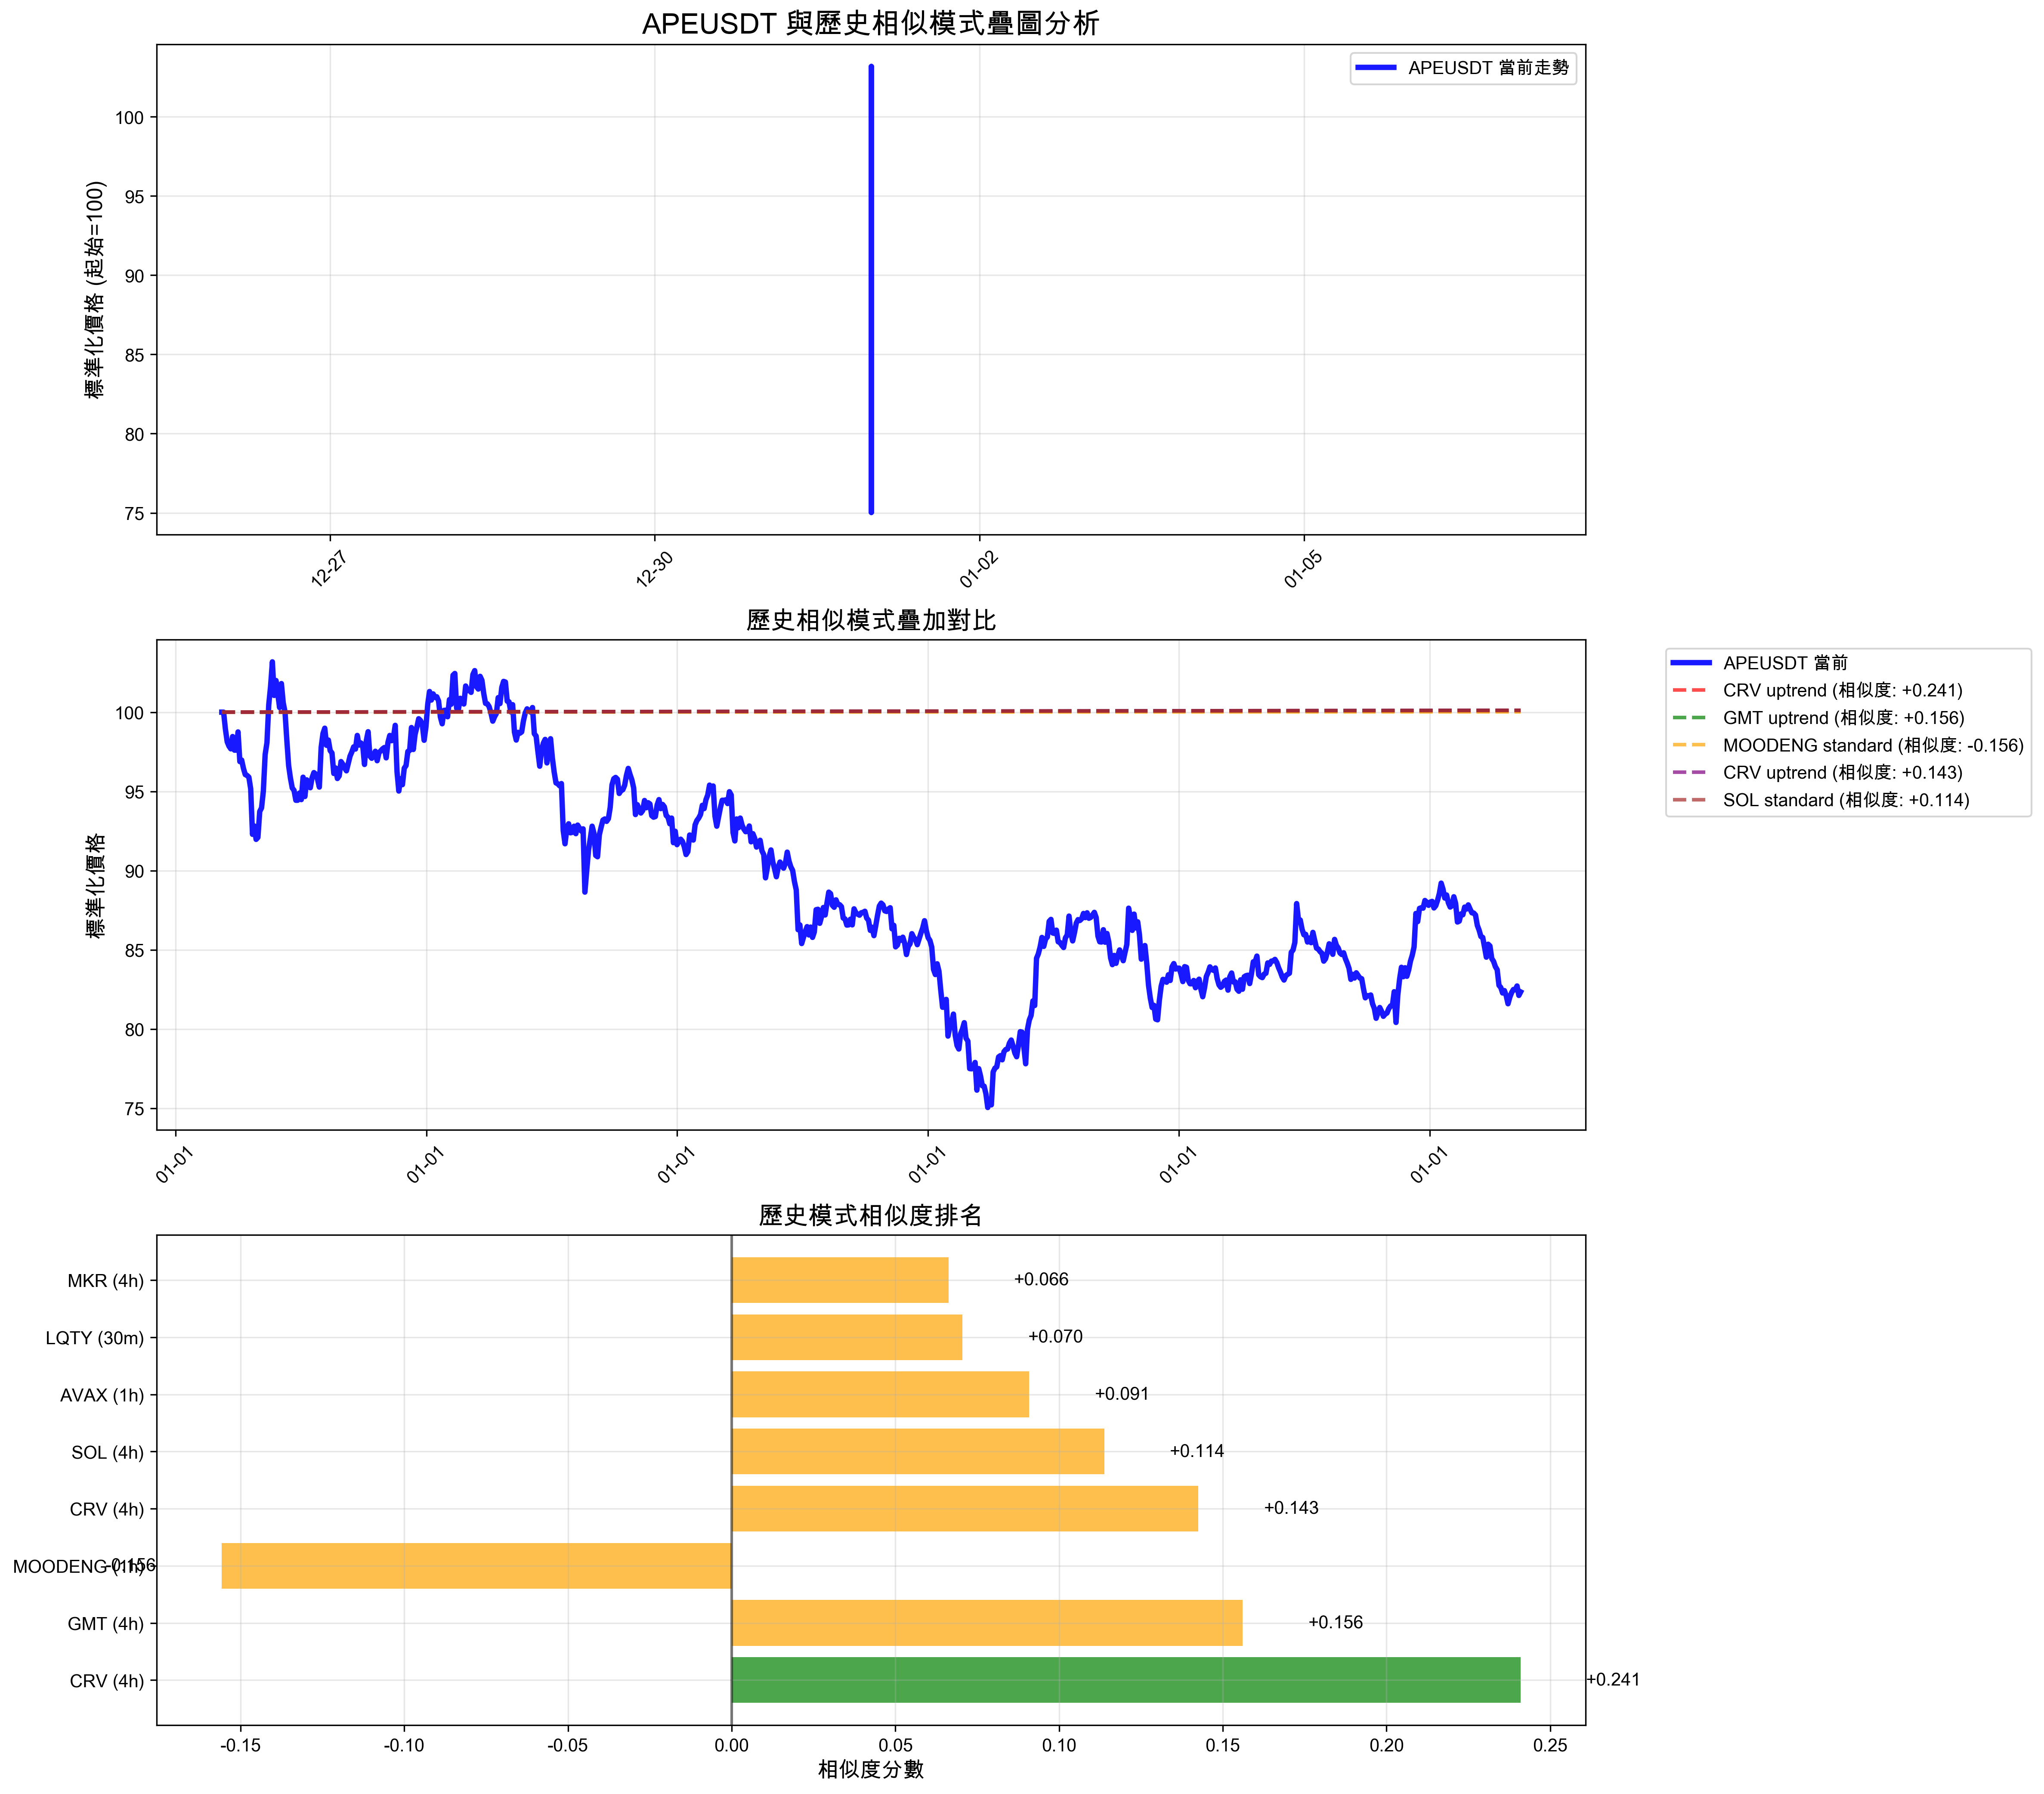 APEUSDT 與歷史相似模式疊圖分析
APEUSDT 當前走勢
標準化價格 (起始=100)
100
95
90
85
80
75
12-27
12-30
01-02
01-05
歷史相似模式疊加對比
標準化價格
100
95
90
85
80
75
01-01
01-01
01-01
01-01
01-01
01-01
APEUSDT 當前
CRV uptrend (相似度: +0.241)
GMT uptrend (相似度: +0.156)
MOODENG standard (相似度: -0.156)
CRV uptrend (相似度: +0.143)
SOL standard (相似度: +0.114)
歷史模式相似度排名
MKR (4h)
+0.066
LQTY (30m)
+0.070
AVAX (1h)
+0.091
SOL (4h)
+0.114
CRV (4h)
+0.143
MOODENG (1h)
-0.156
GMT (4h)
+0.156
CRV (4h)
+0.241
-0.15
-0.10
-0.05
0.00
0.05
0.10
0.15
0.20
0.25
相似度分數